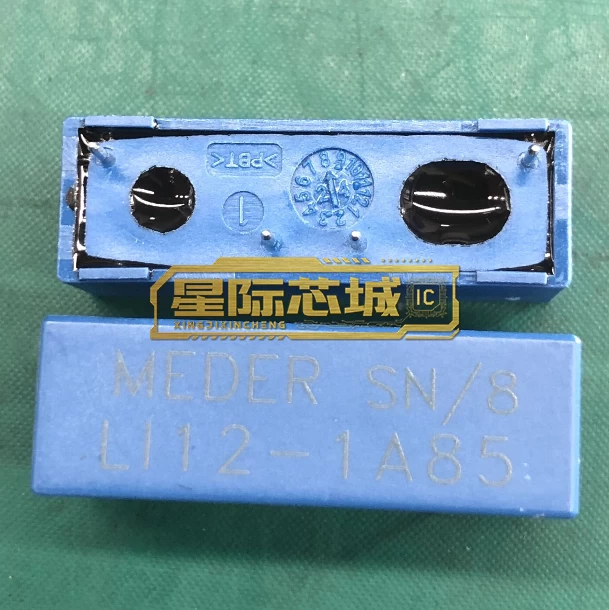 >PBT<
1
星际芯城 IC
XINGJIXINCHENG
MEDER SN/8
LI12-1A85